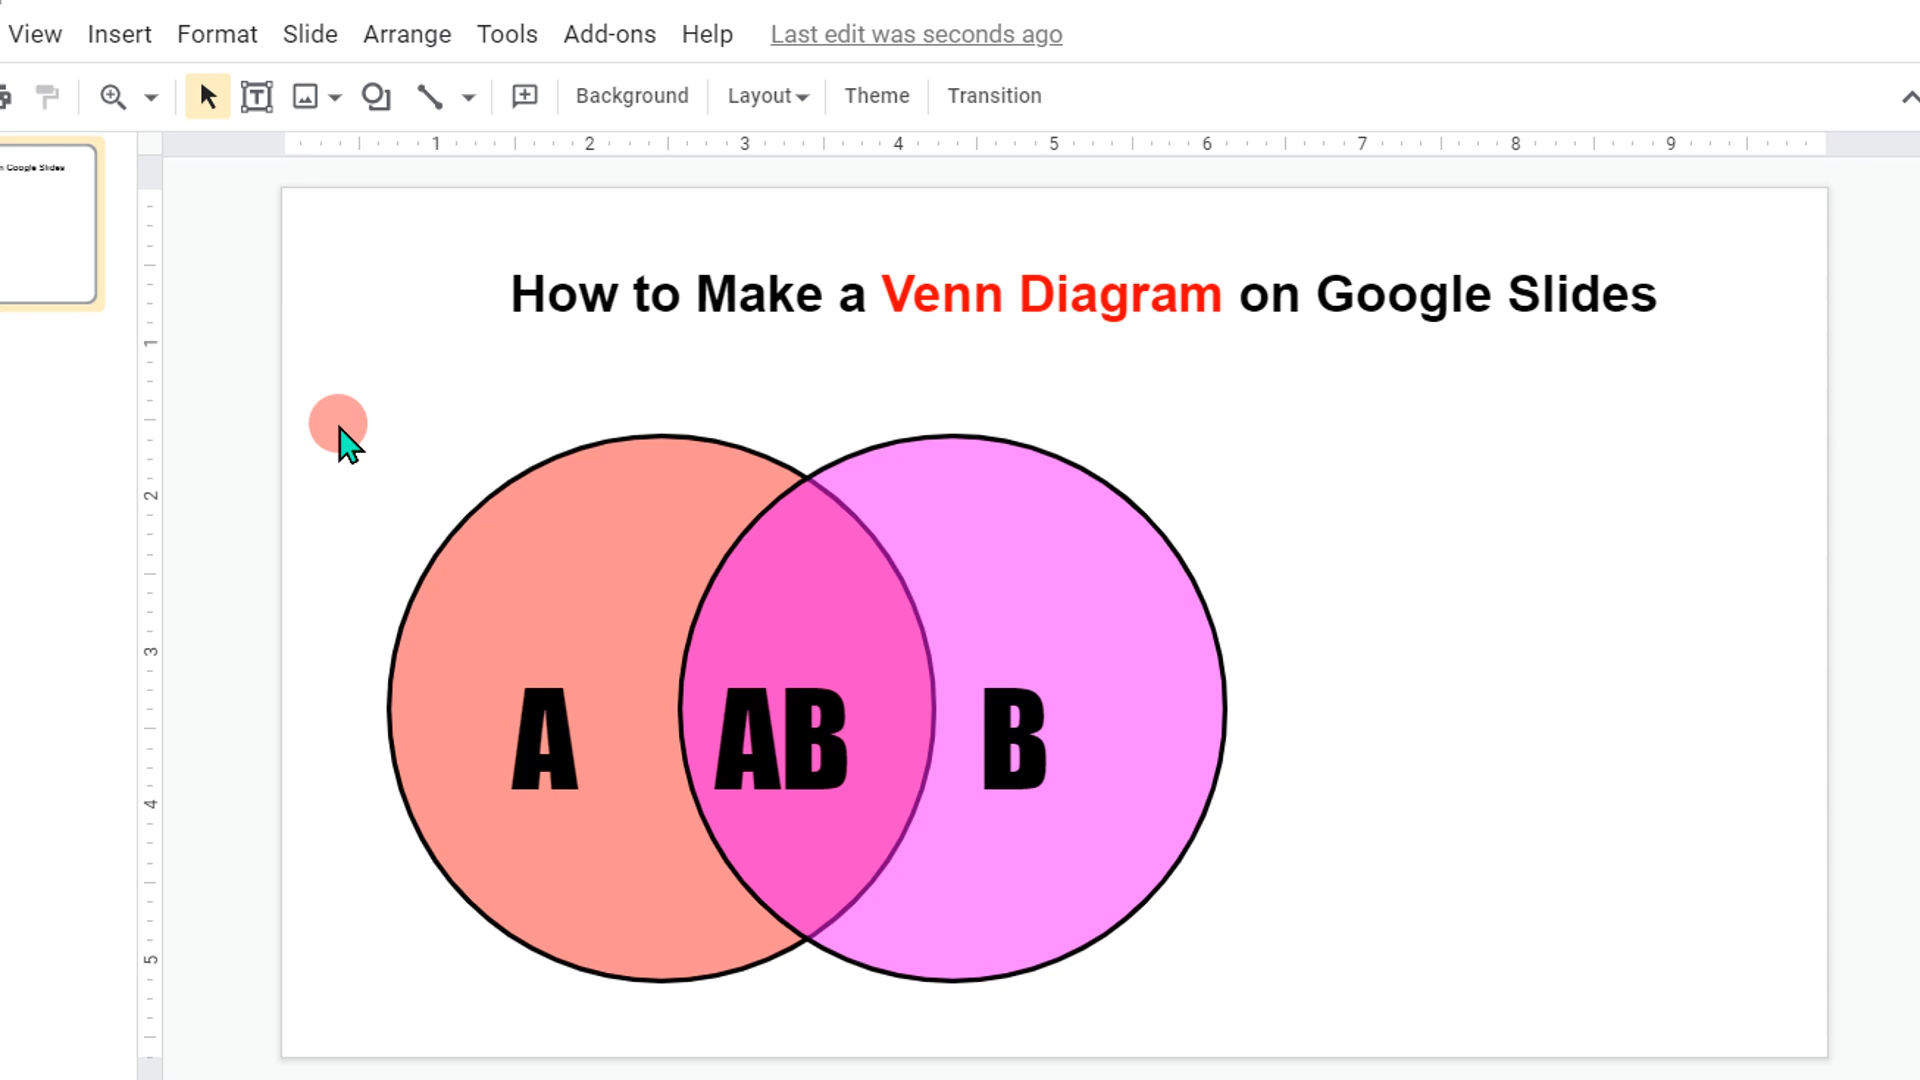 View Insert Format Slide Arrange Tools Add-ons Help Last edit was seconds ago
Background Layout Theme Transition
1 2 3 4 5 6 7 8 9
n Google Slides
How to Make a Venn Diagram on Google Slides
1
2
3
A AB B
4
5